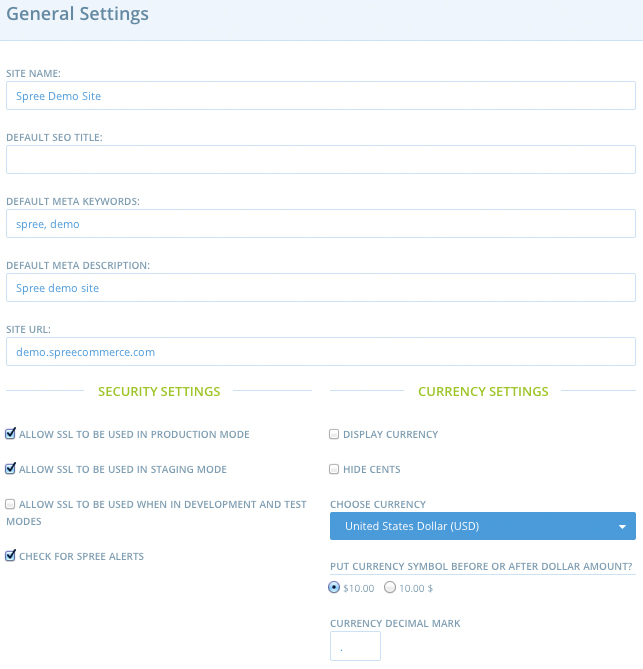 General Settings
SITE NAME:
Spree Demo Site
DEFAULT SEO TITLE:
DEFAULT META KEYWORDS:
spree, demo
DEFAULT META DESCRIPTION:
Spree demo site
SITE URL:
demo.spreecommerce.com
SECURITY SETTINGS
ALLOW SSL TO BE USED IN PRODUCTION MODE
ALLOW SSL TO BE USED IN STAGING MODE
ALLOW SSL TO BE USED WHEN IN DEVELOPMENT AND TEST
MODES
CHECK FOR SPREE ALERTS
CURRENCY SETTINGS
DISPLAY CURRENCY
HIDE CENTS
CHOOSE CURRENCY
United States Dollar (USD)
PUT CURRENCY SYMBOL BEFORE OR AFTER DOLLAR AMOUNT?
$10.00 10.00 $
CURRENCY DECIMAL MARK
.